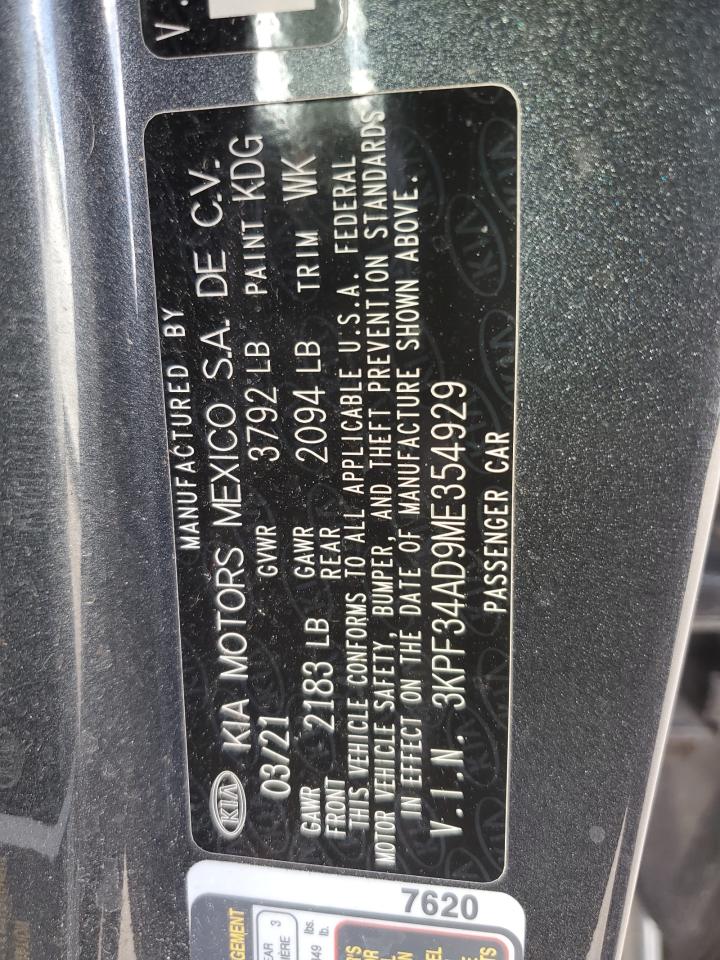 V.
MANUFACTURED BY
KIA KIA MOTORS MEXICO S.A. DE C.V.
03/21 GVWR 3792 LB PAINT KDG
GAWR FRONT 2183 LB GAWR REAR 2094 LB TRIM WK
THIS VEHICLE CONFORMS TO ALL APPLICABLE U.S.A. FEDERAL
MOTOR VEHICLE SAFETY, BUMPER, AND THEFT PREVENTION STANDARDS
IN EFFECT ON THE DATE OF MANUFACTURE SHOWN ABOVE.
V.I.N. 3KPF34AD9ME354929
PASSENGER CAR
7620